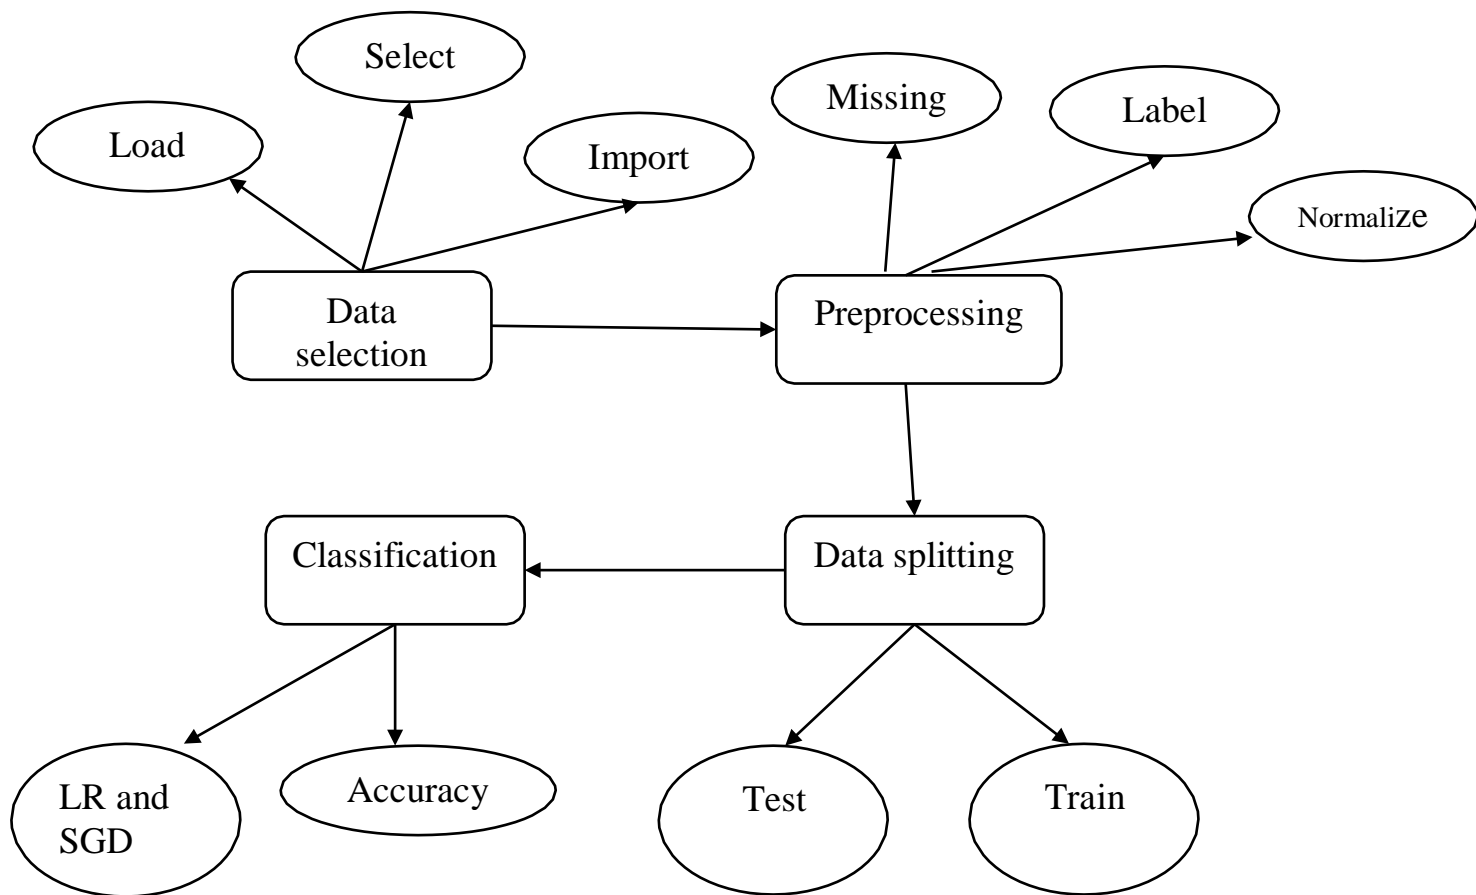 Select
Missing
Label
Load
Import
Normalize
Data
selection
Preprocessing
Classification
Data splitting
LR and
SGD
Accuracy
Test
Train